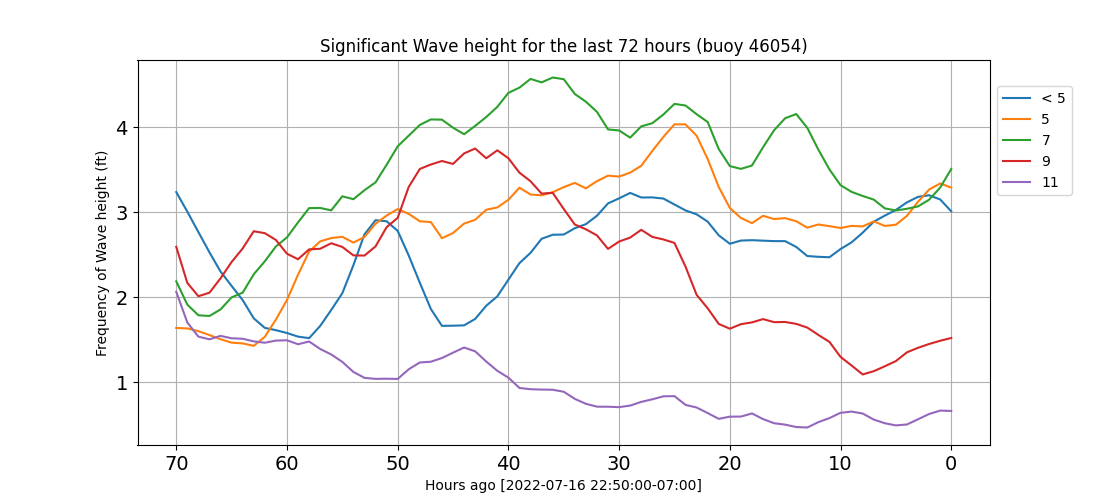 Significant Wave height for the last 72 hours (buoy 46054)
Frequency of Wave height (ft)
4
3
2
1
< 5
5
7
9
11
70 60 50 40 30 20 10 0
Hours ago [2022-07-16 22:50:00-07:00]